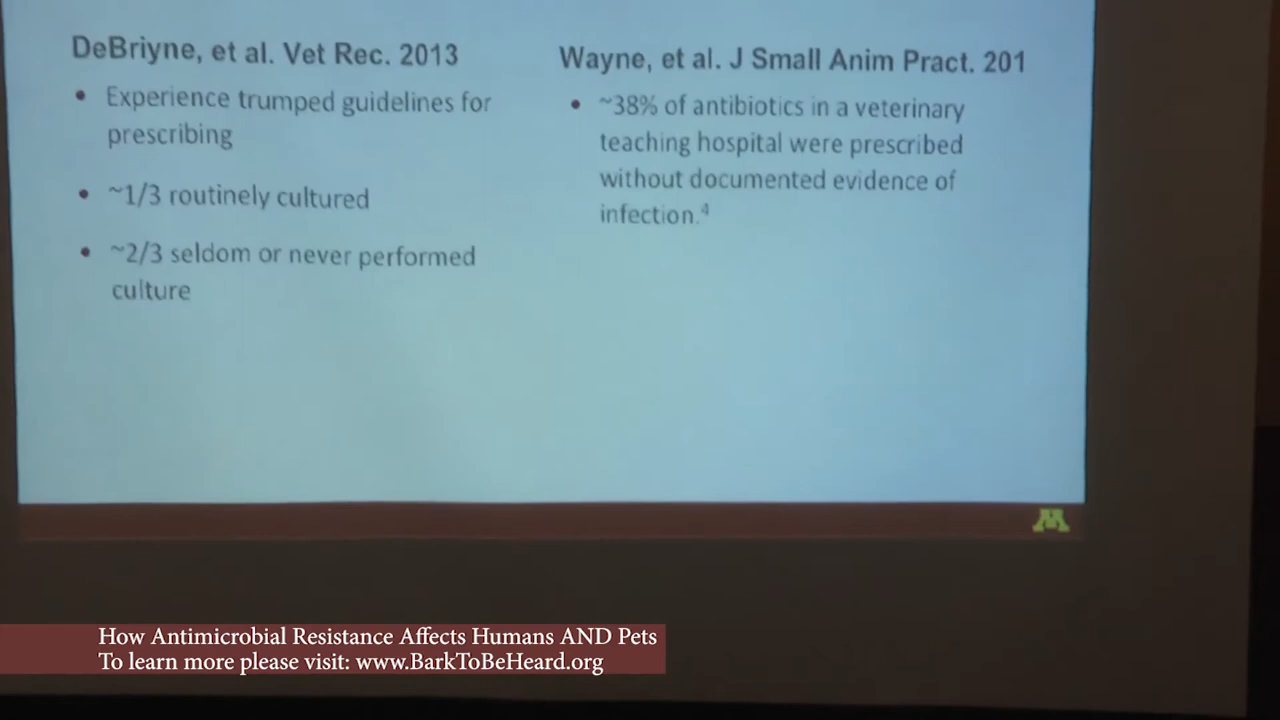 DeBriyne, et al. Vet Rec. 2013
• Experience trumped guidelines for
prescribing
• ~1/3 routinely cultured
• ~2/3 seldom or never performed
culture
Wayne, et al. J Small Anim Pract. 201
• ~38% of antibiotics in a veterinary
teaching hospital were prescribed
without documented evidence of
infection.⁴
M
How Antimicrobial Resistance Affects Humans AND Pets
To learn more please visit: www.BarkToBeHeard.org